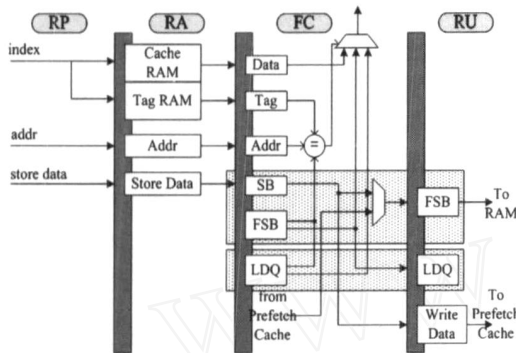 RP
RA
FC
RU
index
Cache
RAM
Data
Tag RAM
Tag
addr
Addr
Addr
=
store data
Store Data
SB
FSB
FSB
To
RAM
LDQ
LDQ
from
Prefetch
Cache
Write
Data
To
Prefetch
Cache
WWW